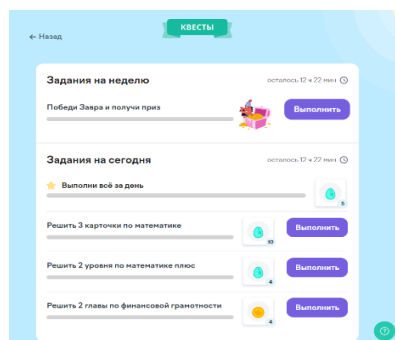 КВЕСТЫ
← Назад
Задания на неделю
осталось 12 ч 22 мин
Победи Завра и получи приз
Выполнить
Задания на сегодня
осталось 12 ч 22 мин
Выполни всё за день
5
Решить 3 карточки по математике
10
Выполнить
Решить 2 уровня по математике плюс
4
Выполнить
Решить 2 главы по финансовой грамотности
4
Выполнить
?